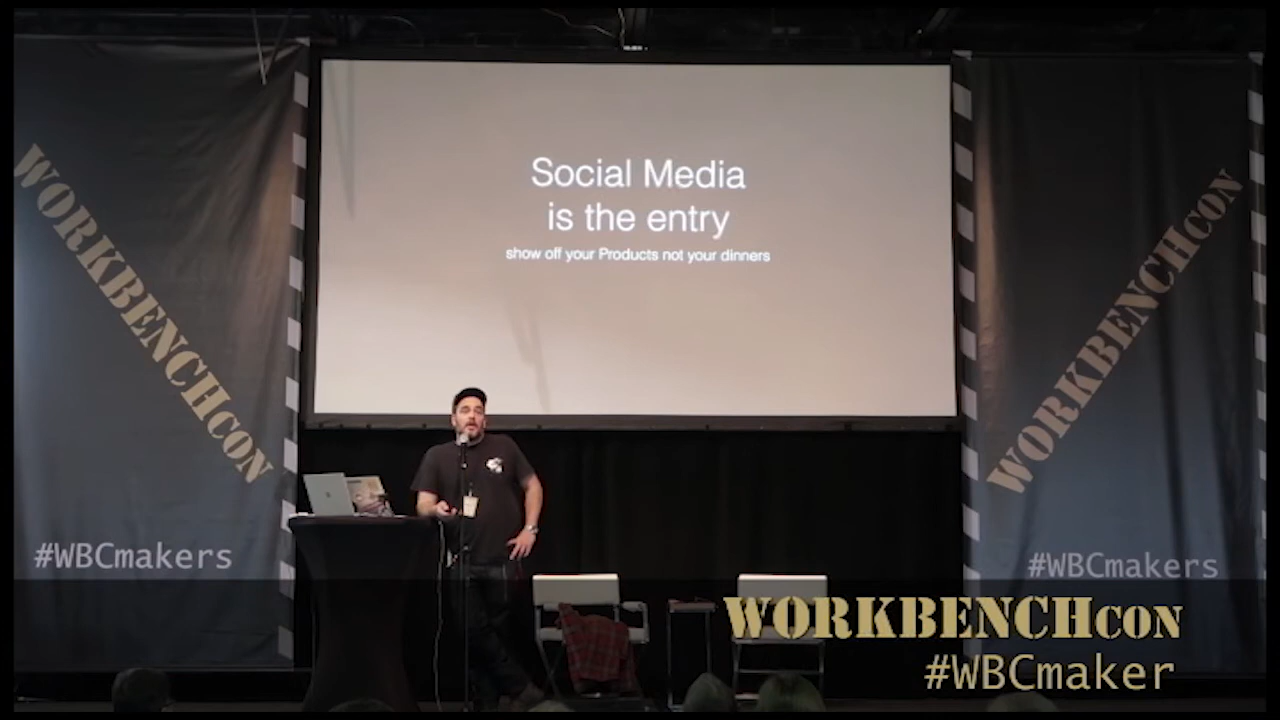 Social Media
is the entry
show off your Products not your dinners
WORKBENCHCON
WORKBENCHCON
#WBCmakers
#WBCmakers
WORKBENCHCON
#WBCmaker